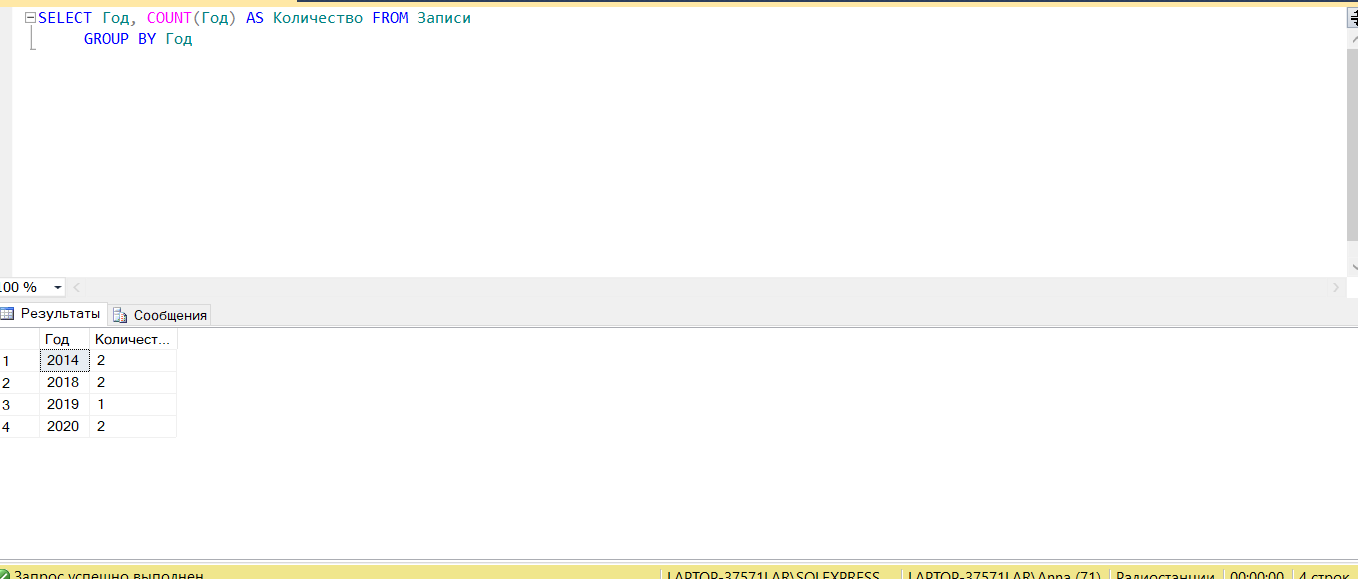 SELECT Год, COUNT(Год) AS Количество FROM Записи
GROUP BY Год
.00 %
Результаты Сообщения
Год Количест...
1 2014 2
2 2018 2
3 2019 1
4 2020 2
Запрос успешно выполнен LAPTOP-37571LAR\SQLEXPRESS LAPTOP-37571LAR\Anna (71) Радиостанции 00:00:00 4 строк